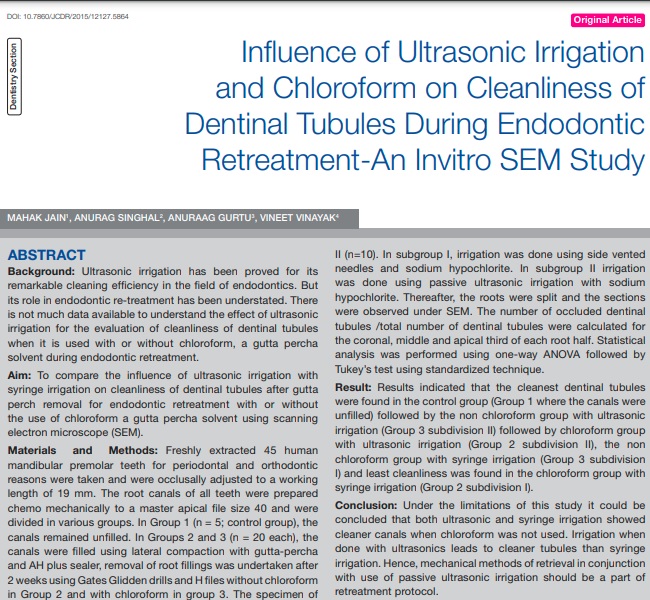 DOI: 10.7860/JCDR/2015/12127.5864
Original Article
Dentistry Section
Influence of Ultrasonic Irrigation
and Chloroform on Cleanliness of
Dentinal Tubules During Endodontic
Retreatment-An Invitro SEM Study
MAHAK JAIN¹, ANURAG SINGHAL², ANURAAG GURTU³, VINEET VINAYAK⁴
ABSTRACT
Background: Ultrasonic irrigation has been proved for its
remarkable cleaning efficiency in the field of endodontics. But
its role in endodontic re-treatment has been understated. There
is not much data available to understand the effect of ultrasonic
irrigation for the evaluation of cleanliness of dentinal tubules
when it is used with or without chloroform, a gutta percha
solvent during endodontic retreatment.
Aim: To compare the influence of ultrasonic irrigation with
syringe irrigation on cleanliness of dentinal tubules after gutta
perch removal for endodontic retreatment with or without
the use of chloroform a gutta percha solvent using scanning
electron microscope (SEM).
Materials and Methods: Freshly extracted 45 human
mandibular premolar teeth for periodontal and orthodontic
reasons were taken and were occlusally adjusted to a working
length of 19 mm. The root canals of all teeth were prepared
chemo mechanically to a master apical file size 40 and were
divided in various groups. In Group 1 (n = 5; control group), the
canals remained unfilled. In Groups 2 and 3 (n = 20 each), the
canals were filled using lateral compaction with gutta-percha
and AH plus sealer, removal of root fillings was undertaken after
2 weeks using Gates Glidden drills and H files without chloroform
in Group 2 and with chloroform in group 3. The specimen of
II (n=10). In subgroup I, irrigation was done using side vented
needles and sodium hypochlorite. In subgroup II irrigation
was done using passive ultrasonic irrigation with sodium
hypochlorite. Thereafter, the roots were split and the sections
were observed under SEM. The number of occluded dentinal
tubules /total number of dentinal tubules were calculated for
the coronal, middle and apical third of each root half. Statistical
analysis was performed using one-way ANOVA followed by
Tukey's test using standardized technique.
Result: Results indicated that the cleanest dentinal tubules
were found in the control group (Group 1 where the canals were
unfilled) followed by the non chloroform group with ultrasonic
irrigation (Group 3 subdivision II) followed by chloroform group
with ultrasonic irrigation (Group 2 subdivision II), the non
chloroform group with syringe irrigation (Group 3 subdivision
I) and least cleanliness was found in the chloroform group with
syringe irrigation (Group 2 subdivision I).
Conclusion: Under the limitations of this study it could be
concluded that both ultrasonic and syringe irrigation showed
cleaner canals when chloroform was not used. Irrigation when
done with ultrasonics leads to cleaner tubules than syringe
irrigation. Hence, mechanical methods of retrieval in conjunction
with use of passive ultrasonic irrigation should be a part of
retreatment protocol.